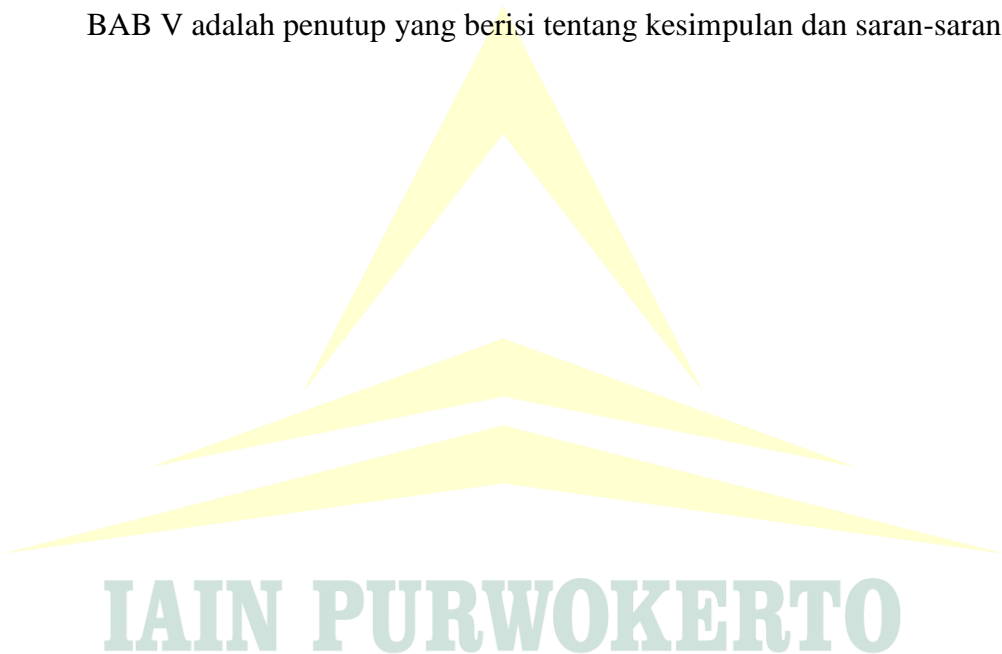 BAB V adalah penutup yang berisi tentang kesimpulan dan saran-saran
IAIN PURWOKERTO